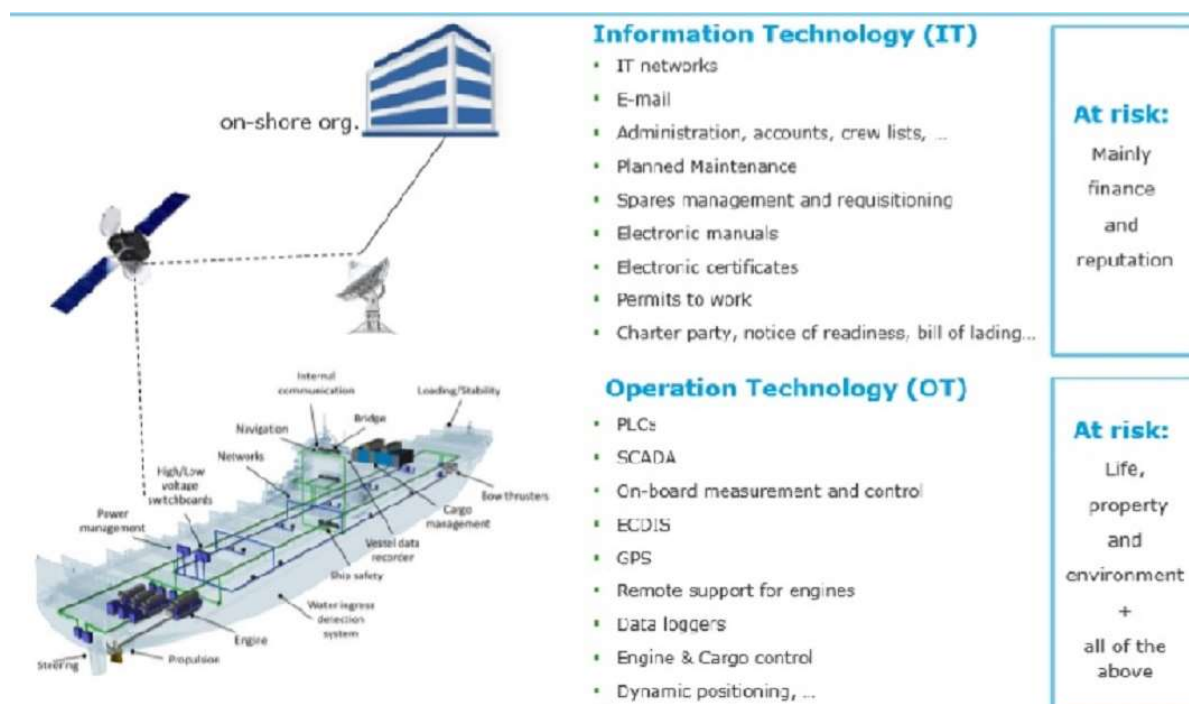 on-shore org.
Information Technology (IT)
IT networks
E-mail
Administration, accounts, crew lists, ...
Planned Maintenance
Spares management and requisitioning
Electronic manuals
Electronic certificates
Permits to work
Charter party, notice of readiness, bill of lading...
At risk:
Mainly
finance
and
reputation
Internal
communication
Loading/Stability
Bridge
Navigation
Networks
High/Low
voltage
switchboards
Power
management
Bow thrusters
Cargo
management
Vessel data
recorder
Ship safety
Water ingress
detection
system
Engine
Propulsion
Steering
Operation Technology (OT)
PLCs
SCADA
On-board measurement and control
ECDIS
GPS
Remote support for engines
Data loggers
Engine & Cargo control
Dynamic positioning, ...
At risk:
Life,
property
and
environment
+
all of the
above